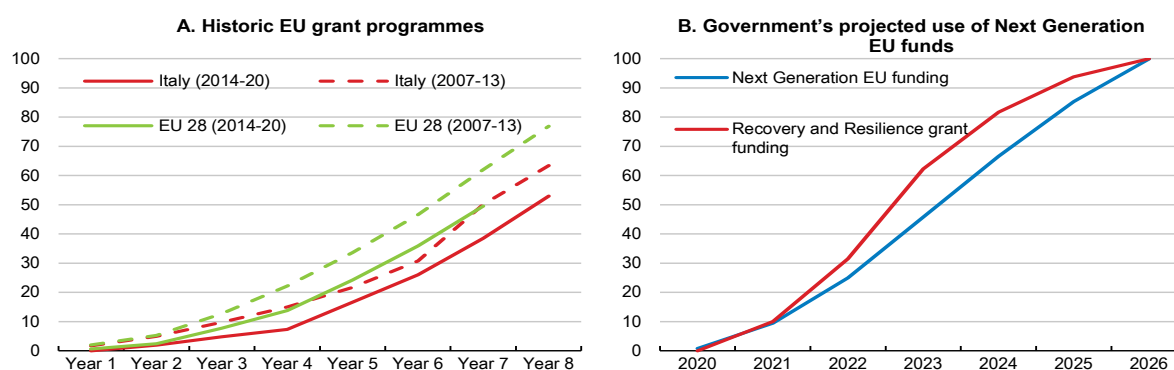 A. Historic EU grant programmes
100
90
80
70
60
50
40
30
20
10
0
Italy (2014-20)
Italy (2007-13)
EU 28 (2014-20)
EU 28 (2007-13)
Year 1 Year 2 Year 3 Year 4 Year 5 Year 6 Year 7 Year 8
B. Government's projected use of Next Generation
EU funds
100
90
80
70
60
50
40
30
20
10
0
Next Generation EU funding
Recovery and Resilience grant
funding
2020 2021 2022 2023 2024 2025 2026